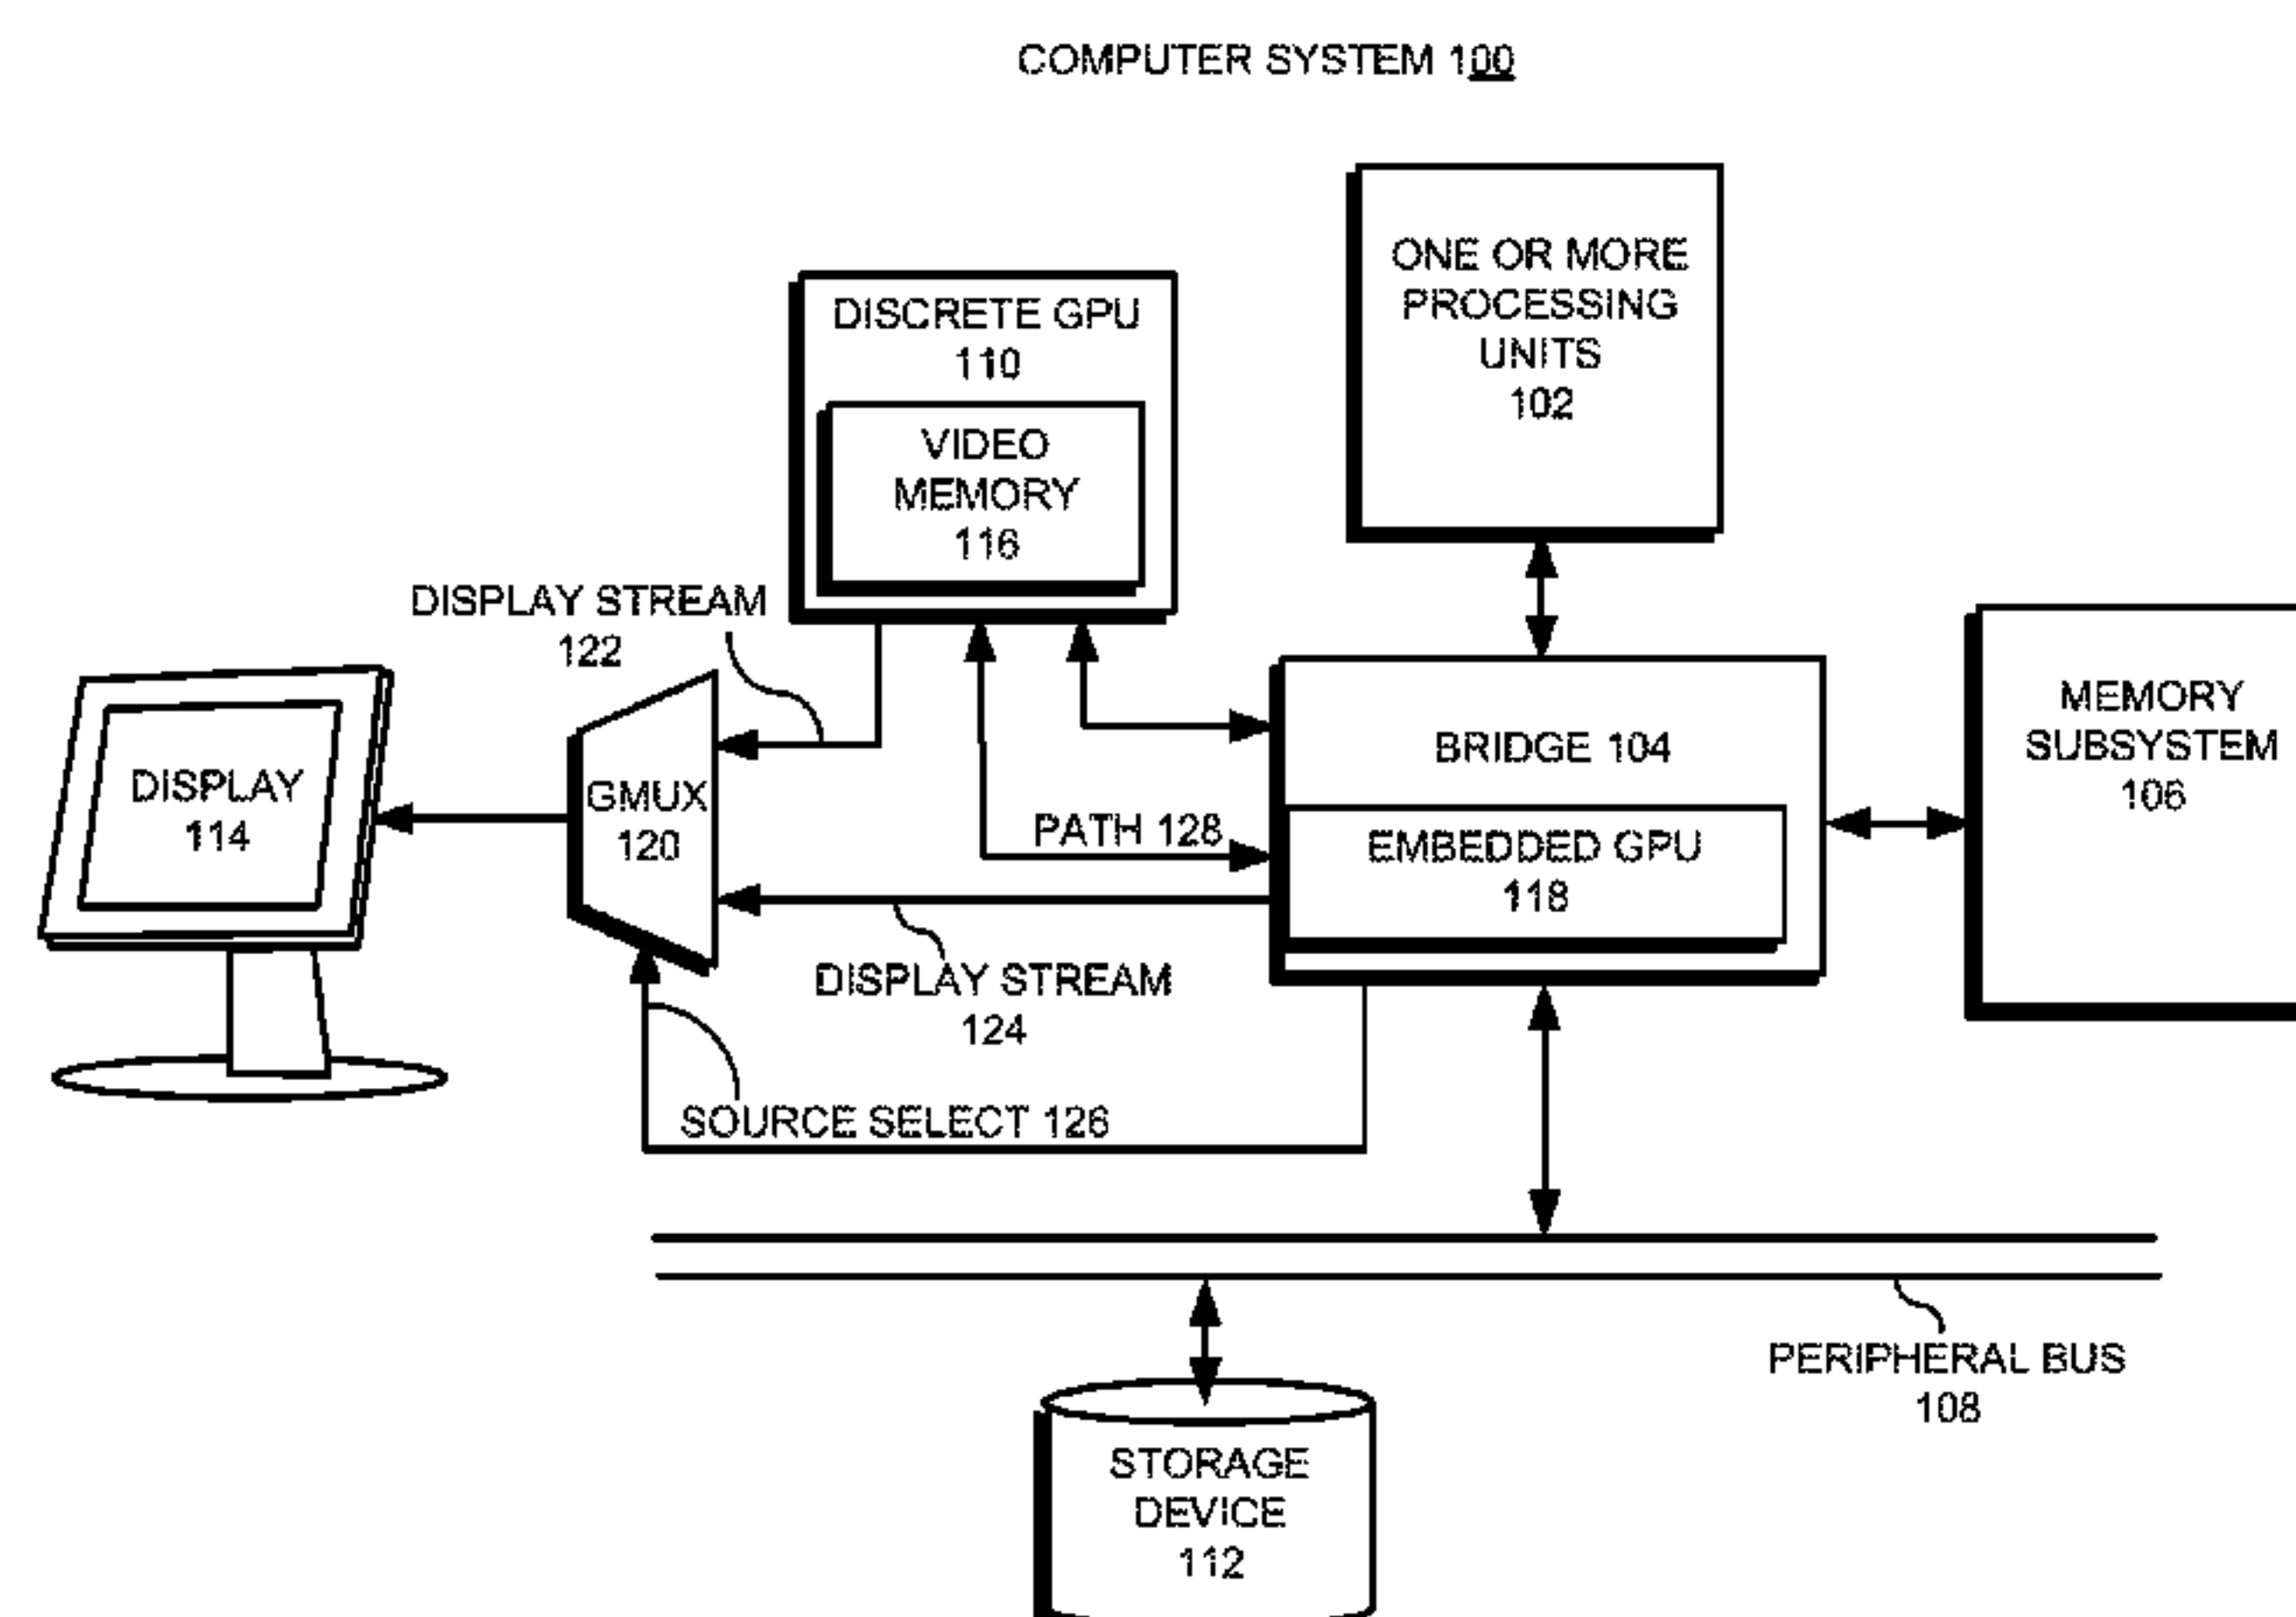 COMPUTER SYSTEM 100
ONE OR MORE
PROCESSING
UNITS
102
DISCRETE GPU
110
VIDEO
MEMORY
116
DISPLAY STREAM
122
MEMORY
SUBSYSTEM
106
BRIDGE 104
DISPLAY
114
GMUX
120
PATH 128
EMBEDDED GPU
118
DISPLAY STREAM
124
SOURCE SELECT 126
PERIPHERAL BUS
108
STORAGE
DEVICE
112